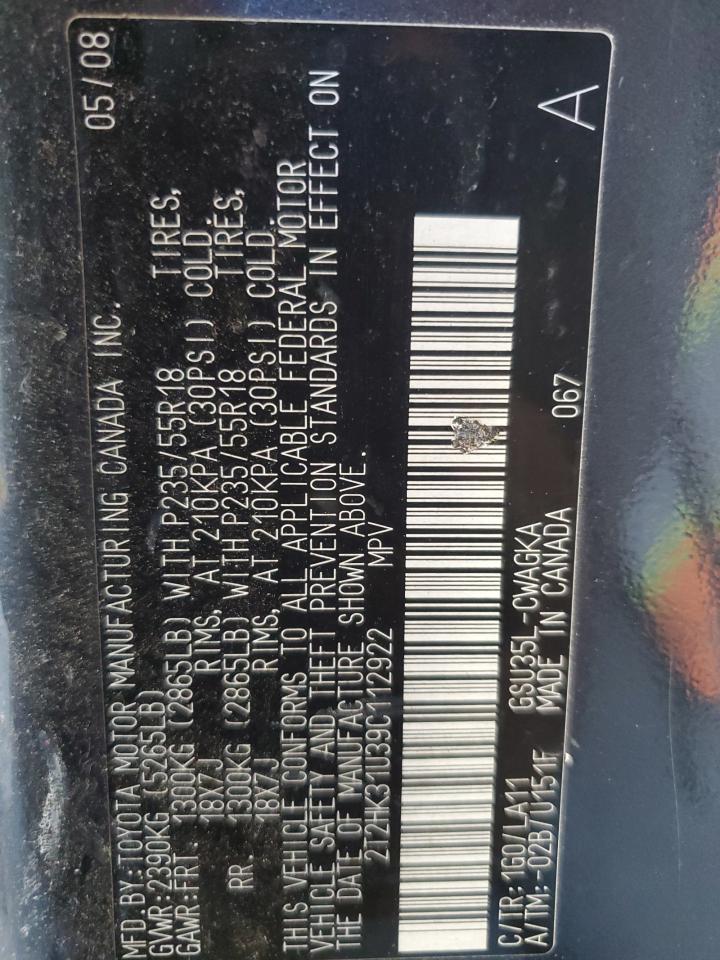 MFD.BY:TOYOTA MOTOR MANUFACTURING CANADA INC. 05/08
GVWR:2390KG (5265LB)
GAWR:FRT 1300KG (2865LB) WITH P235/55R18 TIRES,
18X7J RIMS, AT 210KPA (30PSI) COLD.
RR. 1300KG (2865LB) WITH P235/55R18 TIRES,
18X7J RIMS, AT 210KPA (30PSI) COLD.
THIS VEHICLE CONFORMS TO ALL APPLICABLE FEDERAL MOTOR
VEHICLE SAFETY AND THEFT PREVENTION STANDARDS IN EFFECT ON
THE DATE OF MANUFACTURE SHOWN ABOVE.
2T2HK31U39C112922 MPV
C/TR: 1G0/LA11 GSU35L-CWAGKA
A/TM:-02B/U151F MADE IN CANADA 067
A